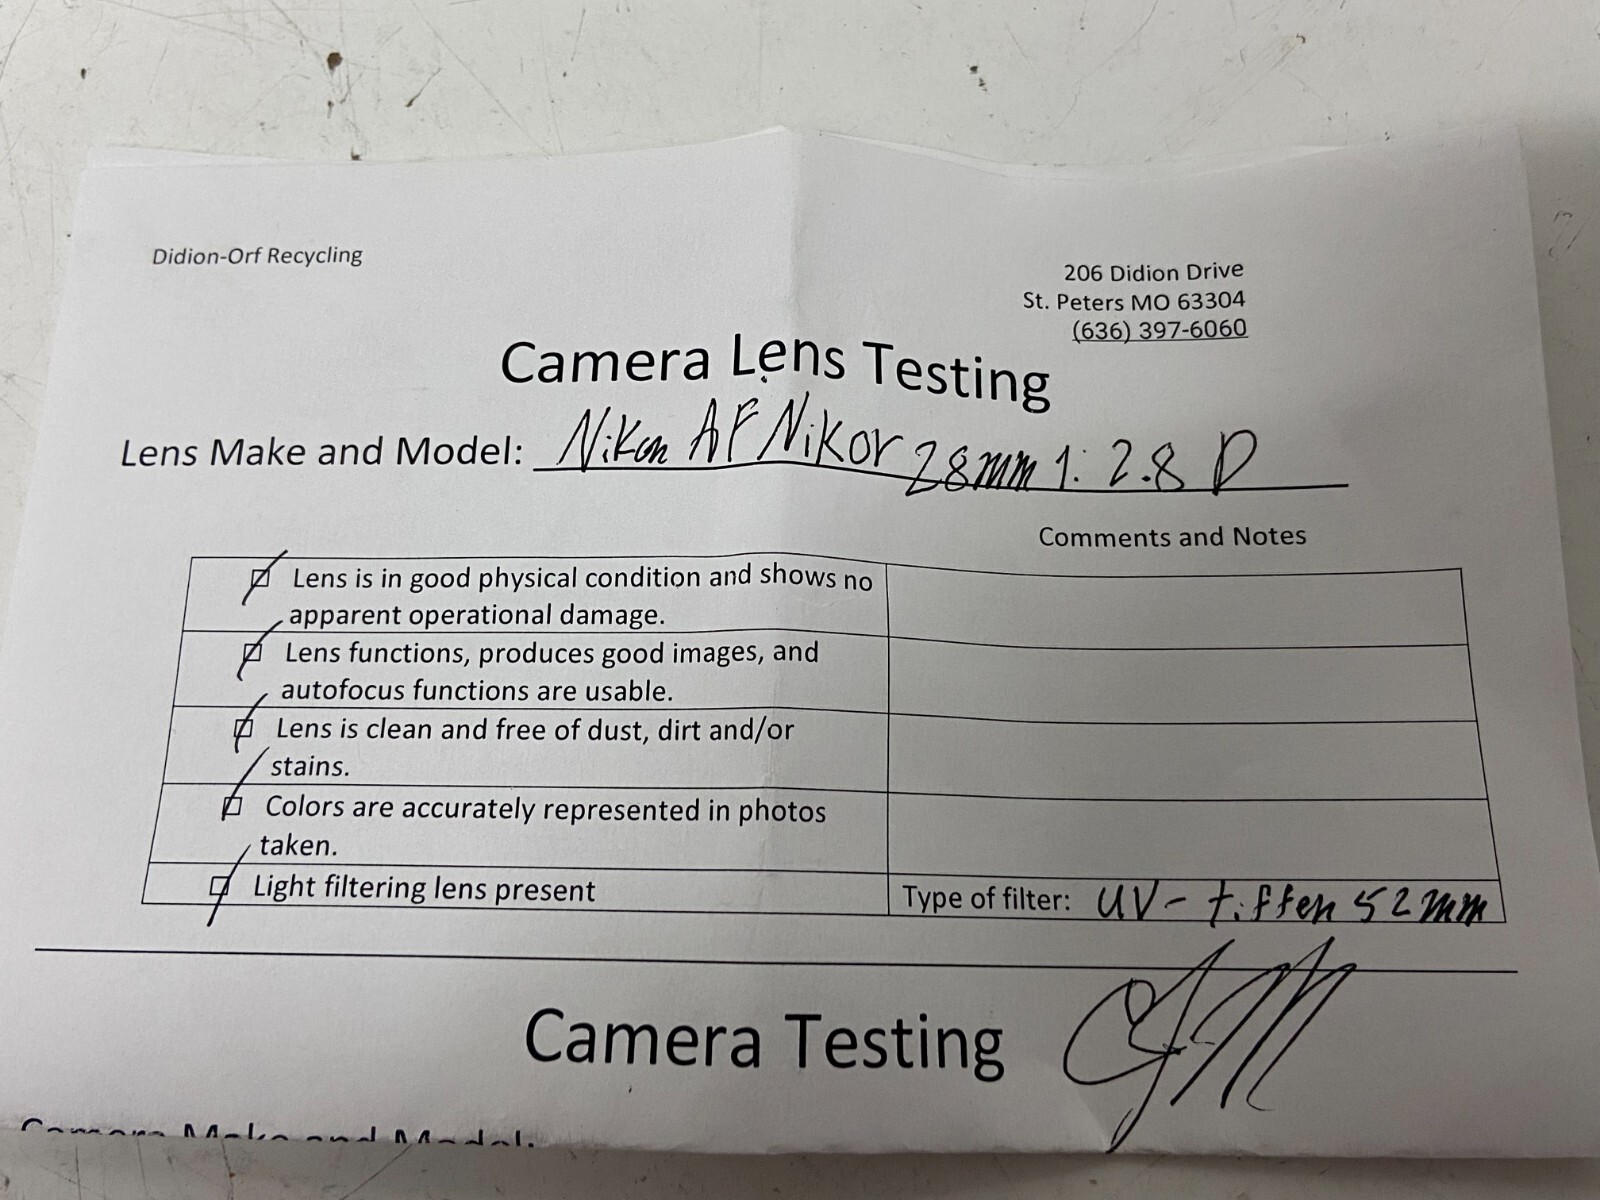 Didion-Orf Recycling
206 Didion Drive
St. Peters MO 63304
(636) 397-6060
Camera Lens Testing
Lens Make and Model: Nikon AF Nikor 28mm 1:2.8 D
Comments and Notes
Lens is in good physical condition and shows no
apparent operational damage.
Lens functions, produces good images, and
autofocus functions are usable.
Lens is clean and free of dust, dirt and/or
stains.
Colors are accurately represented in photos
taken.
Light filtering lens present
Type of filter: UV- tiffen 52mm
Camera Testing
Camera Make and Model: